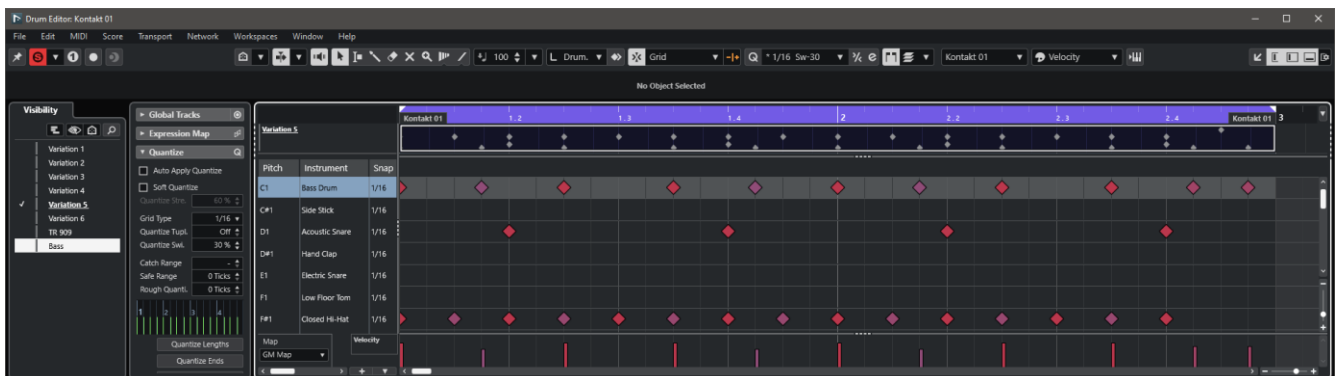 Drum Editor: Kontakt 01
File Edit MIDI Score Transport Network Workspaces Window Help
S 1 100 L Drum. Grid Q * 1/16 Sw-30 Kontakt 01 Velocity
No Object Selected
Visibility
Variation 1
Variation 2
Variation 3
Variation 4
Variation 5
Variation 6
TR 909
Bass
Global Tracks
Expression Map
Quantize
Auto Apply Quantize
Soft Quantize
Quantize Stre. 60 %
Grid Type 1/16
Quantize Tupl. Off
Quantize Swi. 30 %
Catch Range -
Safe Range 0 Ticks
Rough Quanti. 0 Ticks
1 2 3 4
Quantize Lengths
Quantize Ends
Kontakt 01 1. 2 1. 3 1. 4 2 2. 2 2. 3 2. 4 Kontakt 01 3
Variation 5
Pitch Instrument Snap
C1 Bass Drum 1/16
C#1 Side Stick 1/16
D1 Acoustic Snare 1/16
D#1 Hand Clap 1/16
E1 Electric Snare 1/16
F1 Low Floor Tom 1/16
F#1 Closed Hi-Hat 1/16
Map
GM Map
Velocity